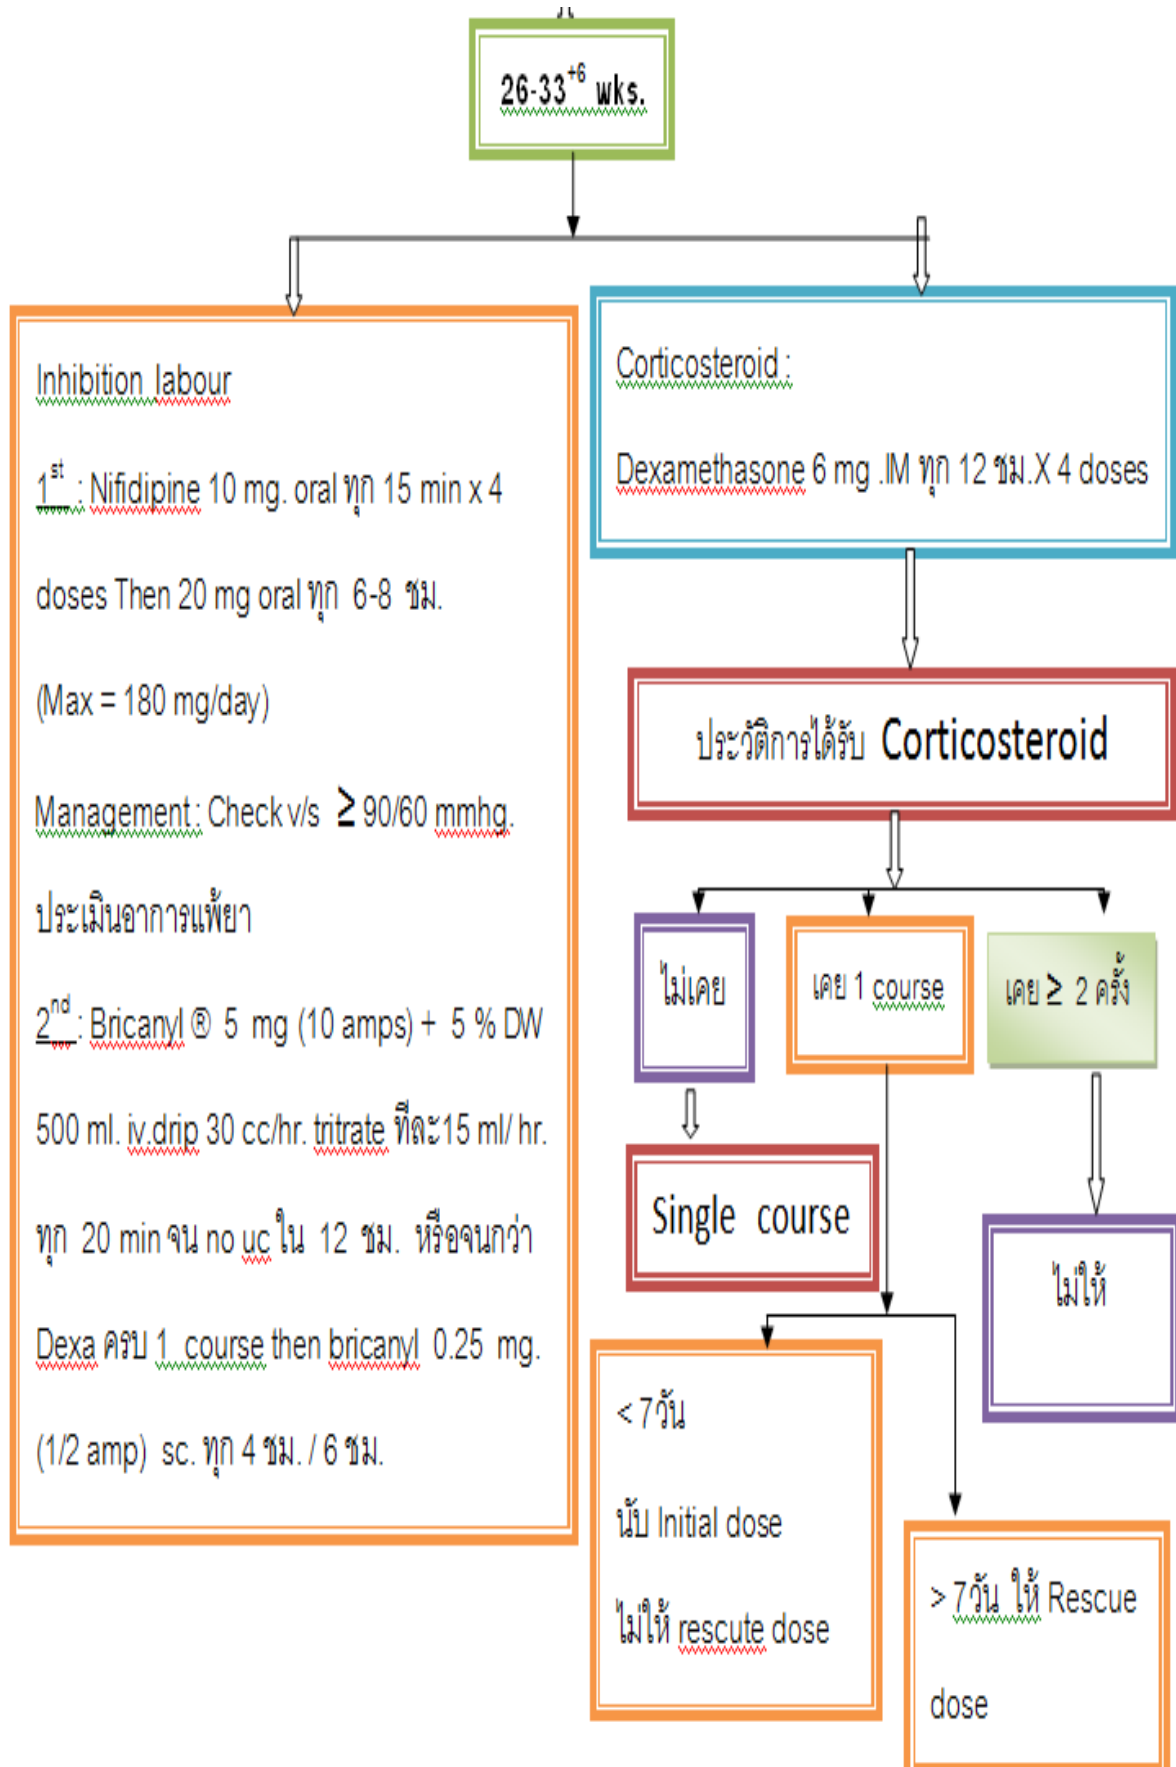 26-33+6 wks.
Inhibition labour
1st : Nifidipine 10 mg. oral ทุก 15 min x 4
doses Then 20 mg oral ทุก 6-8 ชม.
(Max = 180 mg/day)
Management : Check v/s ≥ 90/60 mmhg.
ประเมินอาการแพ้ยา
2nd : Bricanyl ® 5 mg (10 amps) + 5 % DW
500 ml. iv.drip 30 cc/hr. tritrate ทีละ15 ml/ hr.
ทุก 20 min จน no uc ใน 12 ชม. หรือจนกว่า
Dexa ครบ 1 course then bricanyl 0.25 mg.
(1/2 amp) sc. ทุก 4 ชม. / 6 ชม.
Corticosteroid :
Dexamethasone 6 mg .IM ทุก 12 ชม.X 4 doses
ประวัติการได้รับ Corticosteroid
ไม่เคย
เคย 1 course
เคย ≥ 2 ครั้ง
Single course
ไม่ให้
< 7วัน
นับ Initial dose
ไม่ให้ rescute dose
> 7วัน ให้ Rescue
dose